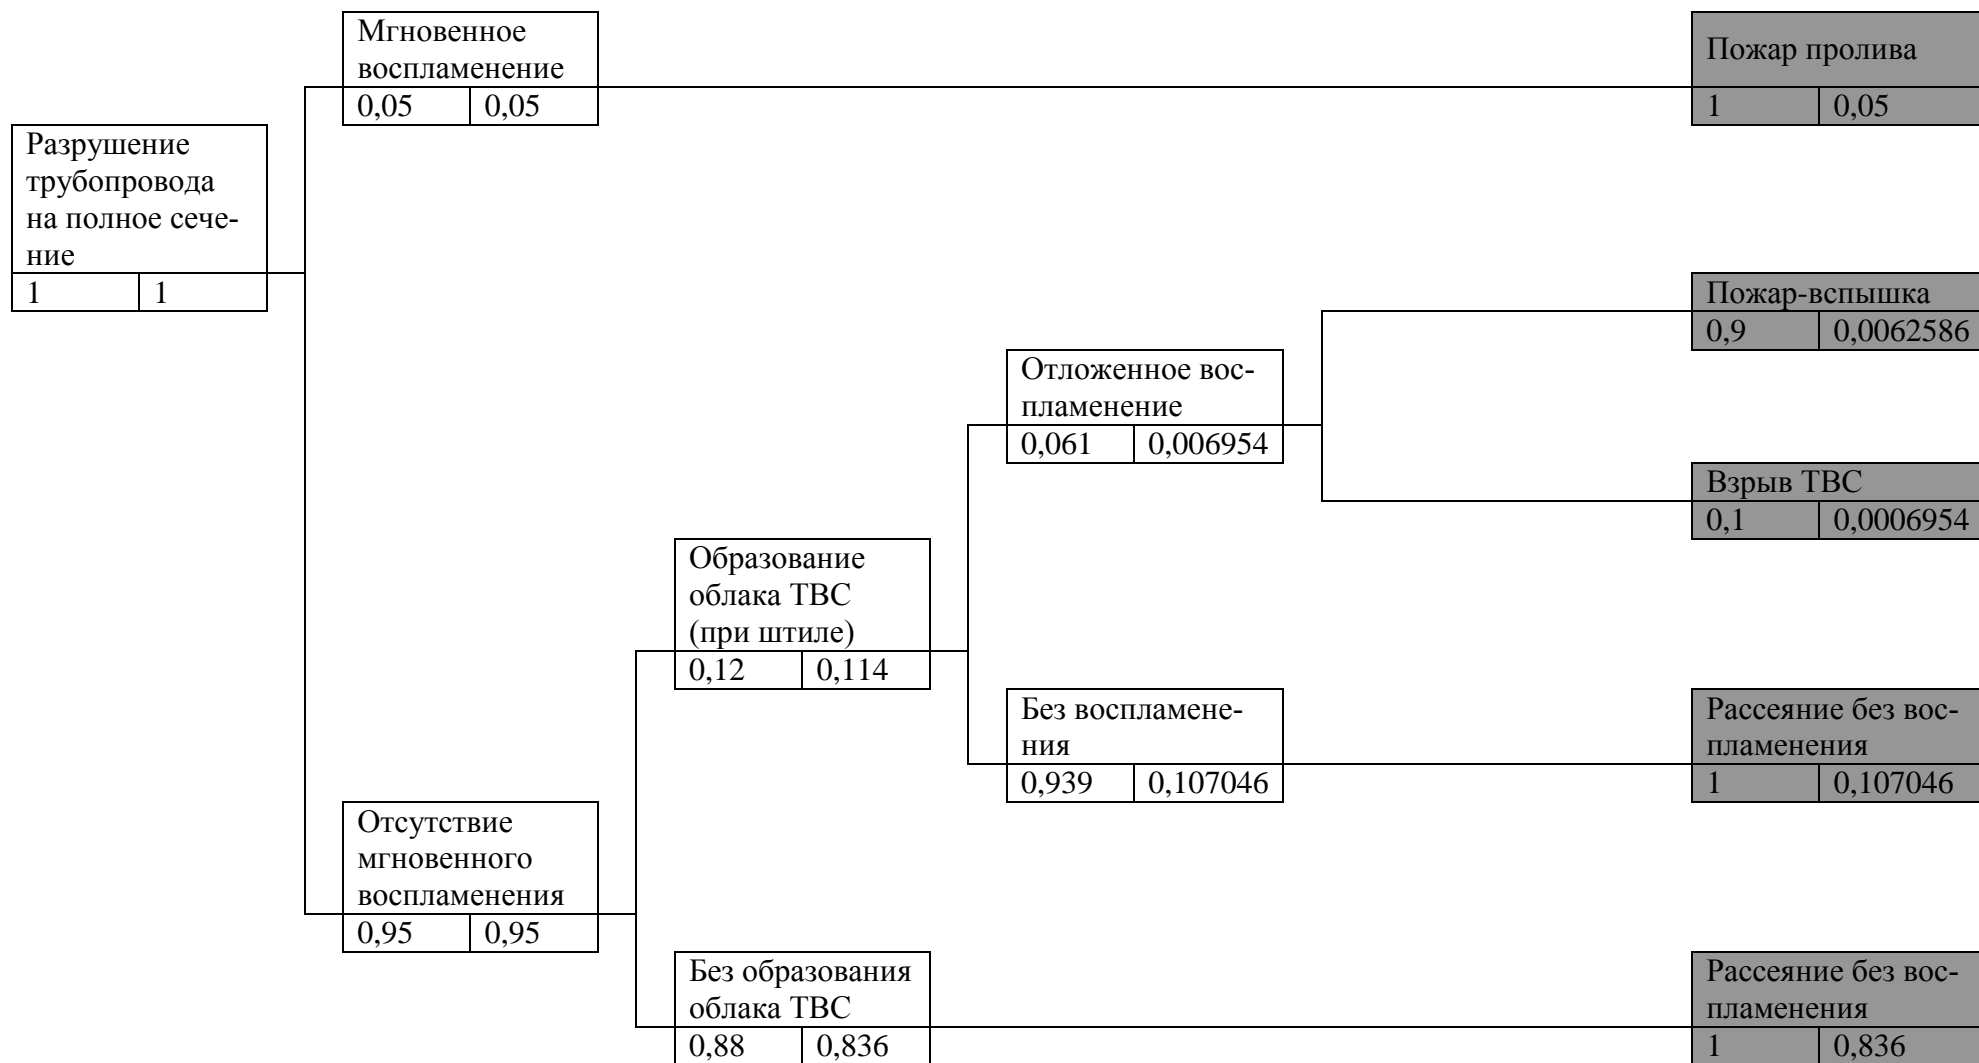 Мгновенное
воспламенение
0,05 0,05
Пожар пролива
1 0,05
Разрушение
трубопровода
на полное сече-
ние
1 1
Пожар-вспышка
0,9 0,0062586
Отложенное вос-
пламенение
0,061 0,006954
Взрыв ТВС
0,1 0,0006954
Образование
облака ТВС
(при штиле)
0,12 0,114
Без воспламене-
ния
0,939 0,107046
Рассеяние без вос-
пламенения
1 0,107046
Отсутствие
мгновенного
воспламенения
0,95 0,95
Без образования
облака ТВС
0,88 0,836
Рассеяние без вос-
пламенения
1 0,836